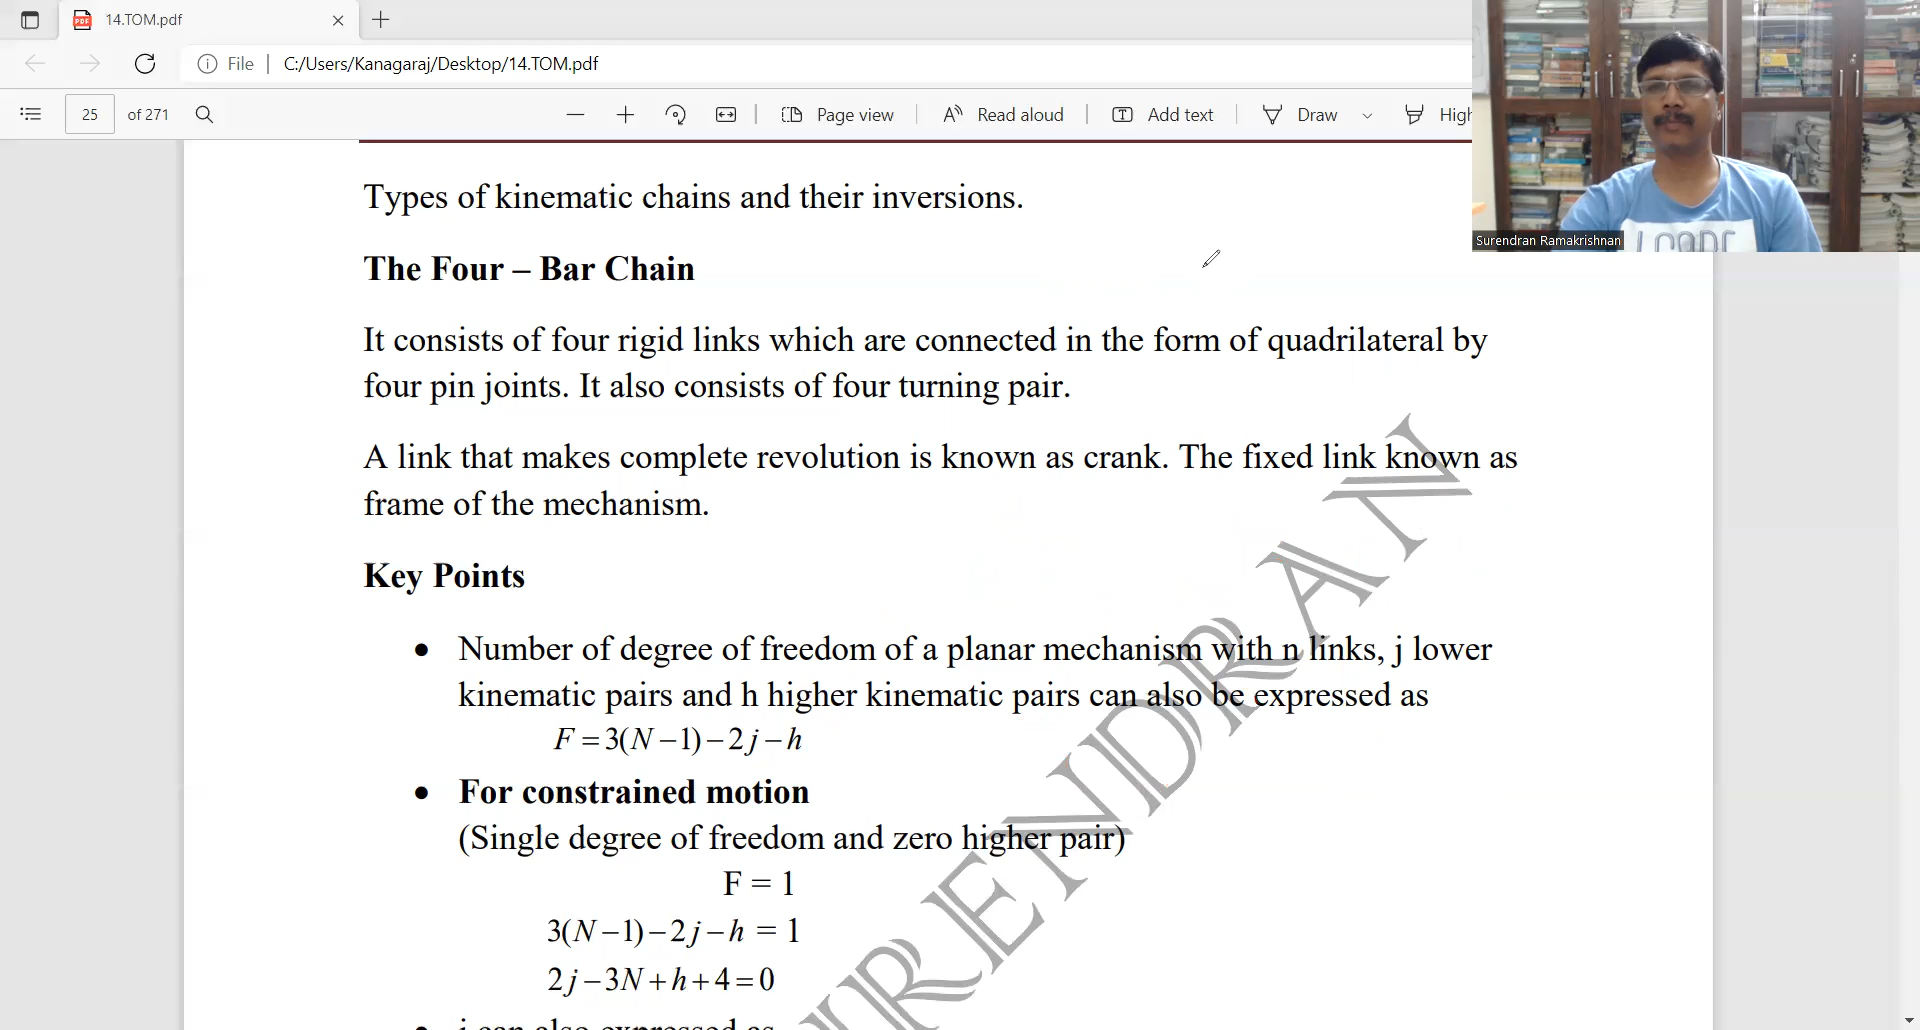 14.TOM.pdf
File | C:/Users/Kanagaraj/Desktop/14.TOM.pdf
25 of 271
Page view
Read aloud
Add text
Draw
Surendran Ramakrishnan
Types of kinematic chains and their inversions.
The Four – Bar Chain
It consists of four rigid links which are connected in the form of quadrilateral by
four pin joints. It also consists of four turning pair.
A link that makes complete revolution is known as crank. The fixed link known as
frame of the mechanism.
Key Points
• Number of degree of freedom of a planar mechanism with n links, j lower
kinematic pairs and h higher kinematic pairs can also be expressed as
F = 3(N − 1) − 2j − h
• For constrained motion
(Single degree of freedom and zero higher pair)
F = 1
3(N − 1) − 2j − h = 1
2j − 3N + h + 4 = 0
• j can also expressed as